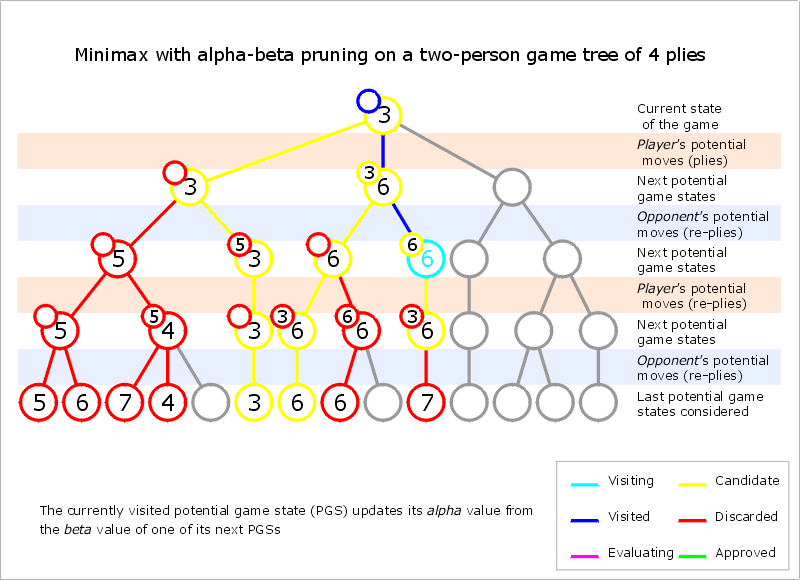 Minimax with alpha-beta pruning on a two-person game tree of 4 plies
3
Current state
of the game
Player's potential
moves (plies)
3 3 6
Next potential
game states
Opponent's potential
moves (re-plies)
5 5 3 6 6 6
Next potential
game states
Player's potential
moves (re-plies)
5 5 4 3 3 6 6 6 3 6
Next potential
game states
Opponent's potential
moves (re-plies)
5 6 7 4 3 6 6 7
Last potential game
states considered
The currently visited potential game state (PGS) updates its alpha value from
the beta value of one of its next PGSs
Visiting Candidate
Visited Discarded
Evaluating Approved